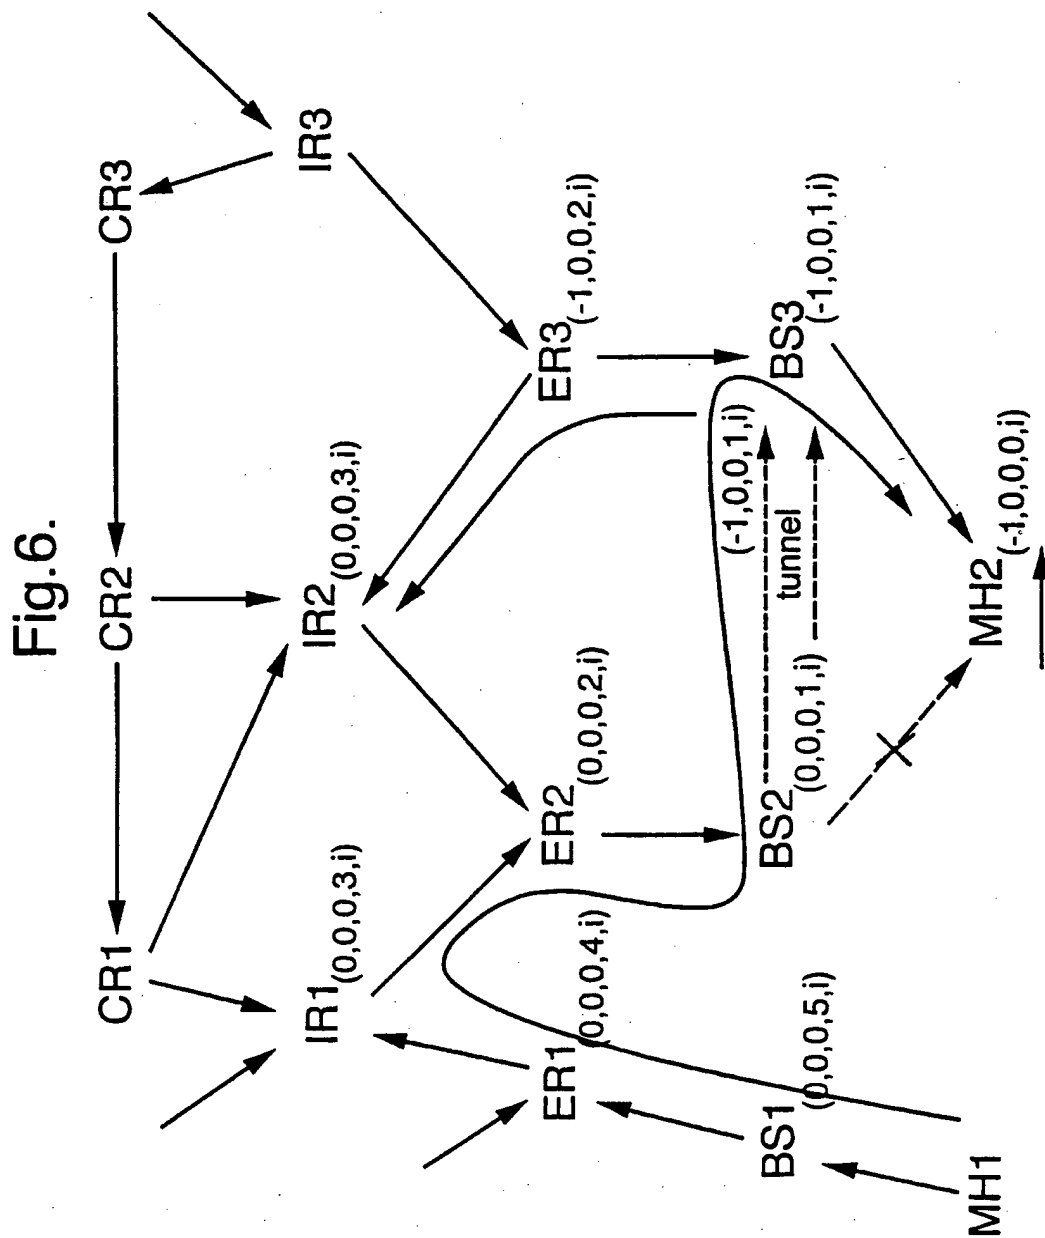 Fig.6.
CR1
CR2
CR3
IR1(0,0,0,3,i)
IR2(0,0,0,3,i)
IR3
ER1(0,0,0,4,i)
ER2(0,0,0,2,i)
ER3(-1,0,0,2,i)
(-1,0,0,1,i)
tunnel
BS1(0,0,0,5,i)
BS2(0,0,0,1,i)
BS3(-1,0,0,1,i)
MH1
MH2(-1,0,0,0,i)